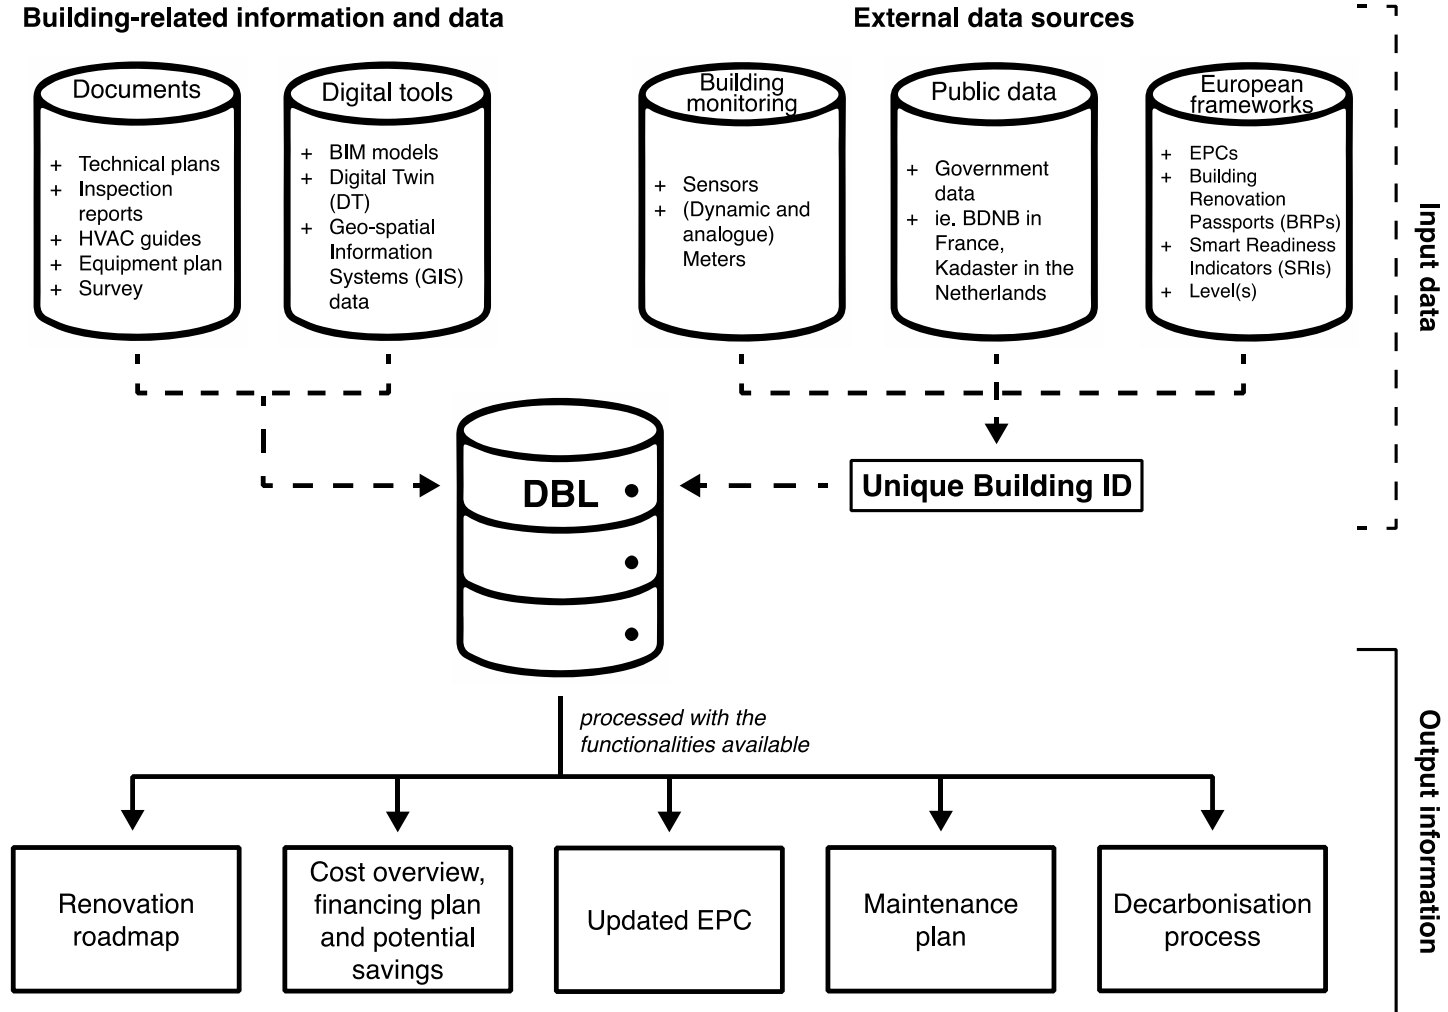 Building-related information and data
External data sources
Documents
+ Technical plans
+ Inspection
reports
+ HVAC guides
+ Equipment plan
+ Survey
Digital tools
+ BIM models
+ Digital Twin
(DT)
+ Geo-spatial
Information
Systems (GIS)
data
Building
monitoring
+ Sensors
+ (Dynamic and
analogue)
Meters
Public data
+ Government
data
+ ie. BDNB in
France,
Kadaster in the
Netherlands
European
frameworks
+ EPCs
+ Building
Renovation
Passports (BRPs)
+ Smart Readiness
Indicators (SRIs)
+ Level(s)
Input data
DBL
Unique Building ID
processed with the
functionalities available
Output information
Renovation
roadmap
Cost overview,
financing plan
and potential
savings
Updated EPC
Maintenance
plan
Decarbonisation
process